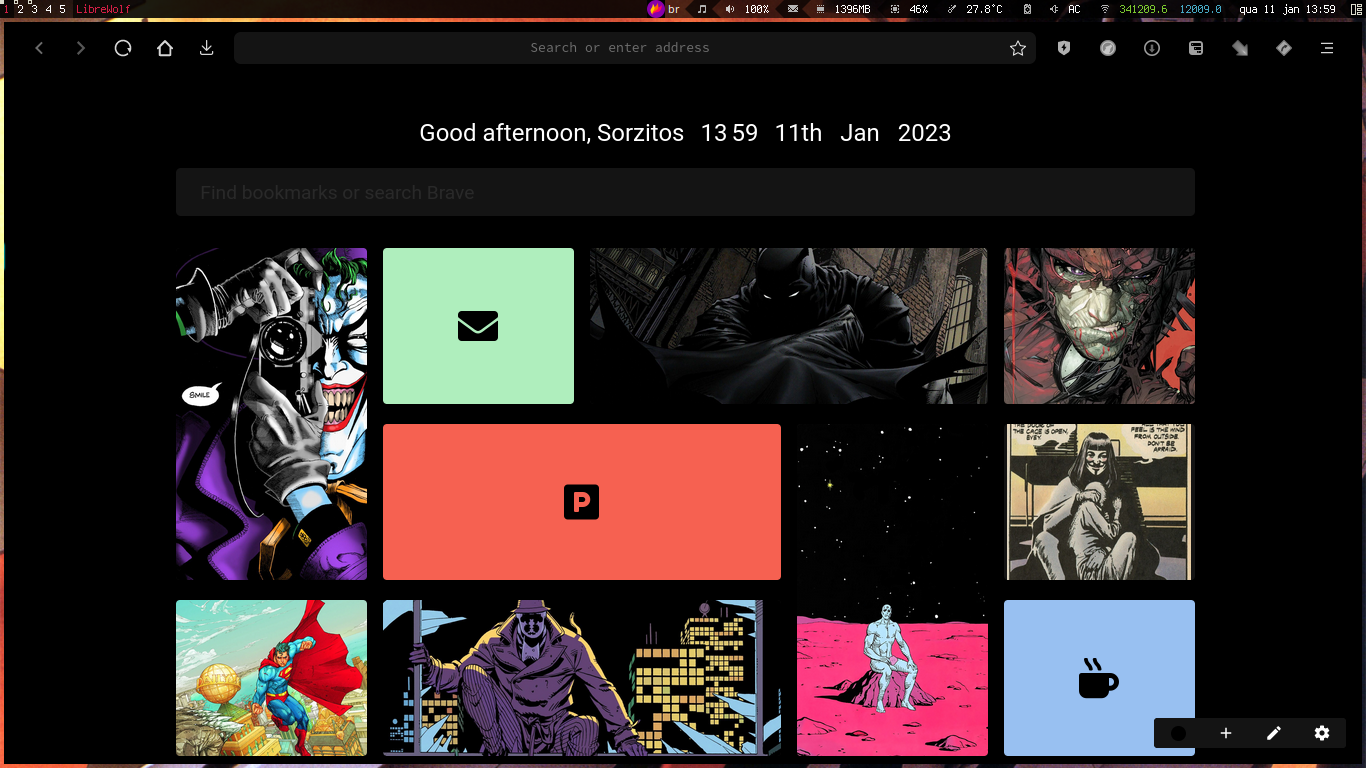 1 2 3 4 5 LibreWolf br 100% 1396MB 46% 27.8°C AC 341209.6 12009.0 qua 11 jan 13:59
Search or enter address
Good afternoon, Sorzitos 13 59 11th Jan 2023
Find bookmarks or search Brave
SMILE
THE DOOR OF
THE CAGE IS OPEN,
EVEY.
FEEL IS THE WIND
FROM OUTSIDE.
DON'T BE
AFRAID.
P